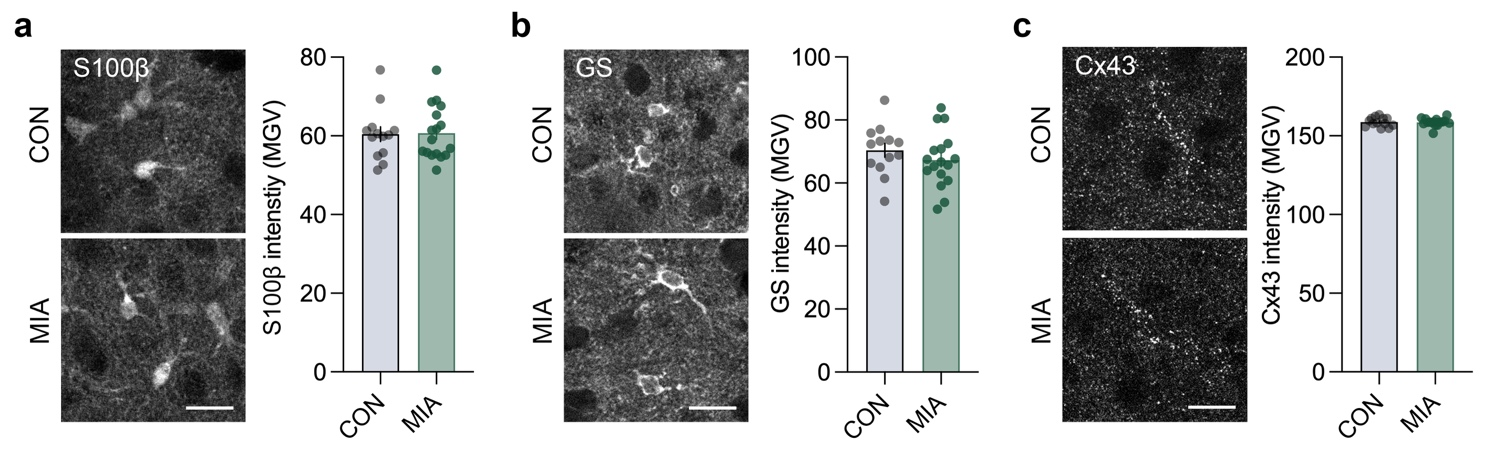 a
S100β
CON
MIA
S100β intenstiy (MGV)
80
60
40
20
0
CON
MIA
b
GS
CON
MIA
GS intensity (MGV)
100
80
60
40
20
0
CON
MIA
c
Cx43
CON
MIA
Cx43 intensity (MGV)
200
150
100
50
0
CON
MIA